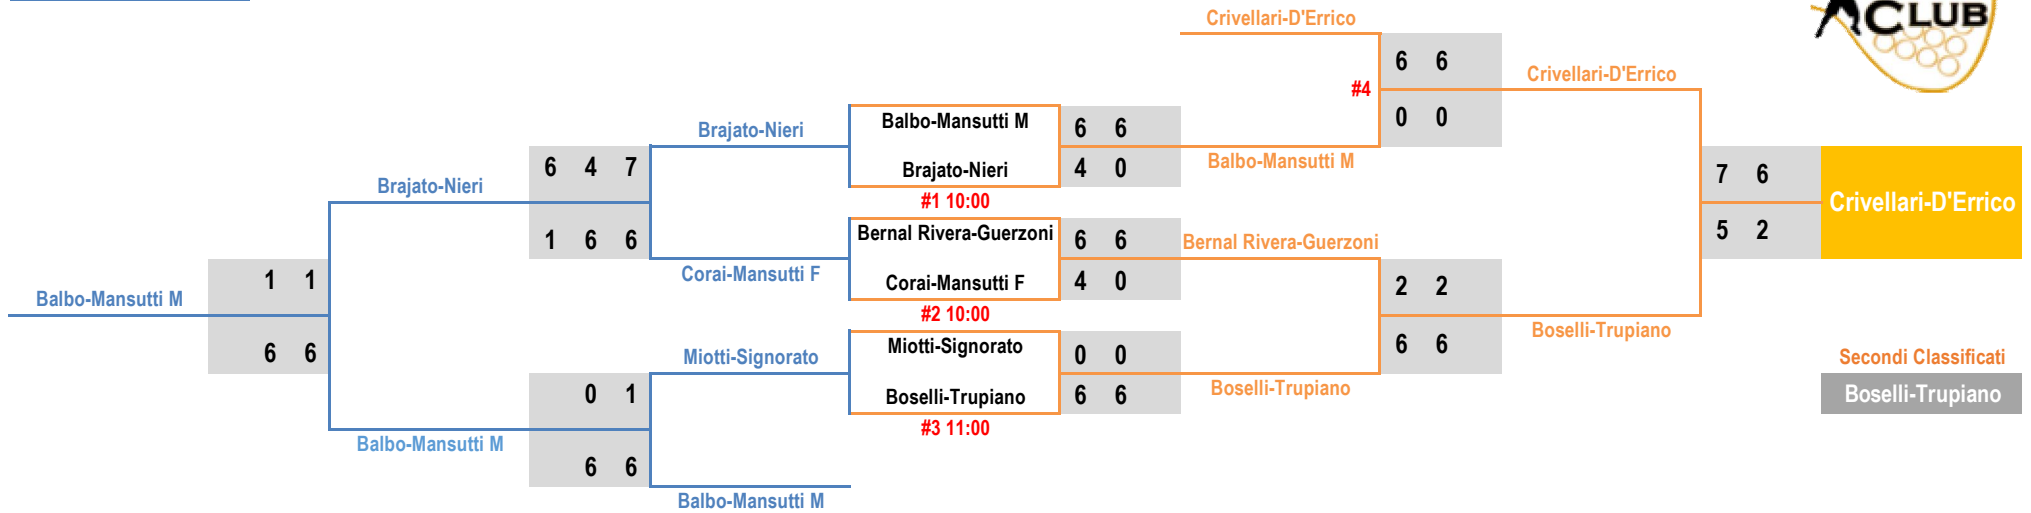 Crivellari-D'Errico
CLUB
6 6
Crivellari-D'Errico
#4
Balbo-Mansutti M
6 6
0 0
Brajato-Nieri
6 4 7
Brajato-Nieri
4 0
Balbo-Mansutti M
7 6
Brajato-Nieri
#1 10:00
Crivellari-D'Errico
1 6 6
Bernal Rivera-Guerzoni
6 6
Bernal Rivera-Guerzoni
5 2
Corai-Mansutti F
Corai-Mansutti F
4 0
1 1
2 2
Balbo-Mansutti M
#2 10:00
Boselli-Trupiano
6 6
Miotti-Signorato
Miotti-Signorato
0 0
6 6
Secondi Classificati
0 1
Boselli-Trupiano
6 6
Boselli-Trupiano
Boselli-Trupiano
#3 11:00
Balbo-Mansutti M
6 6
Balbo-Mansutti M